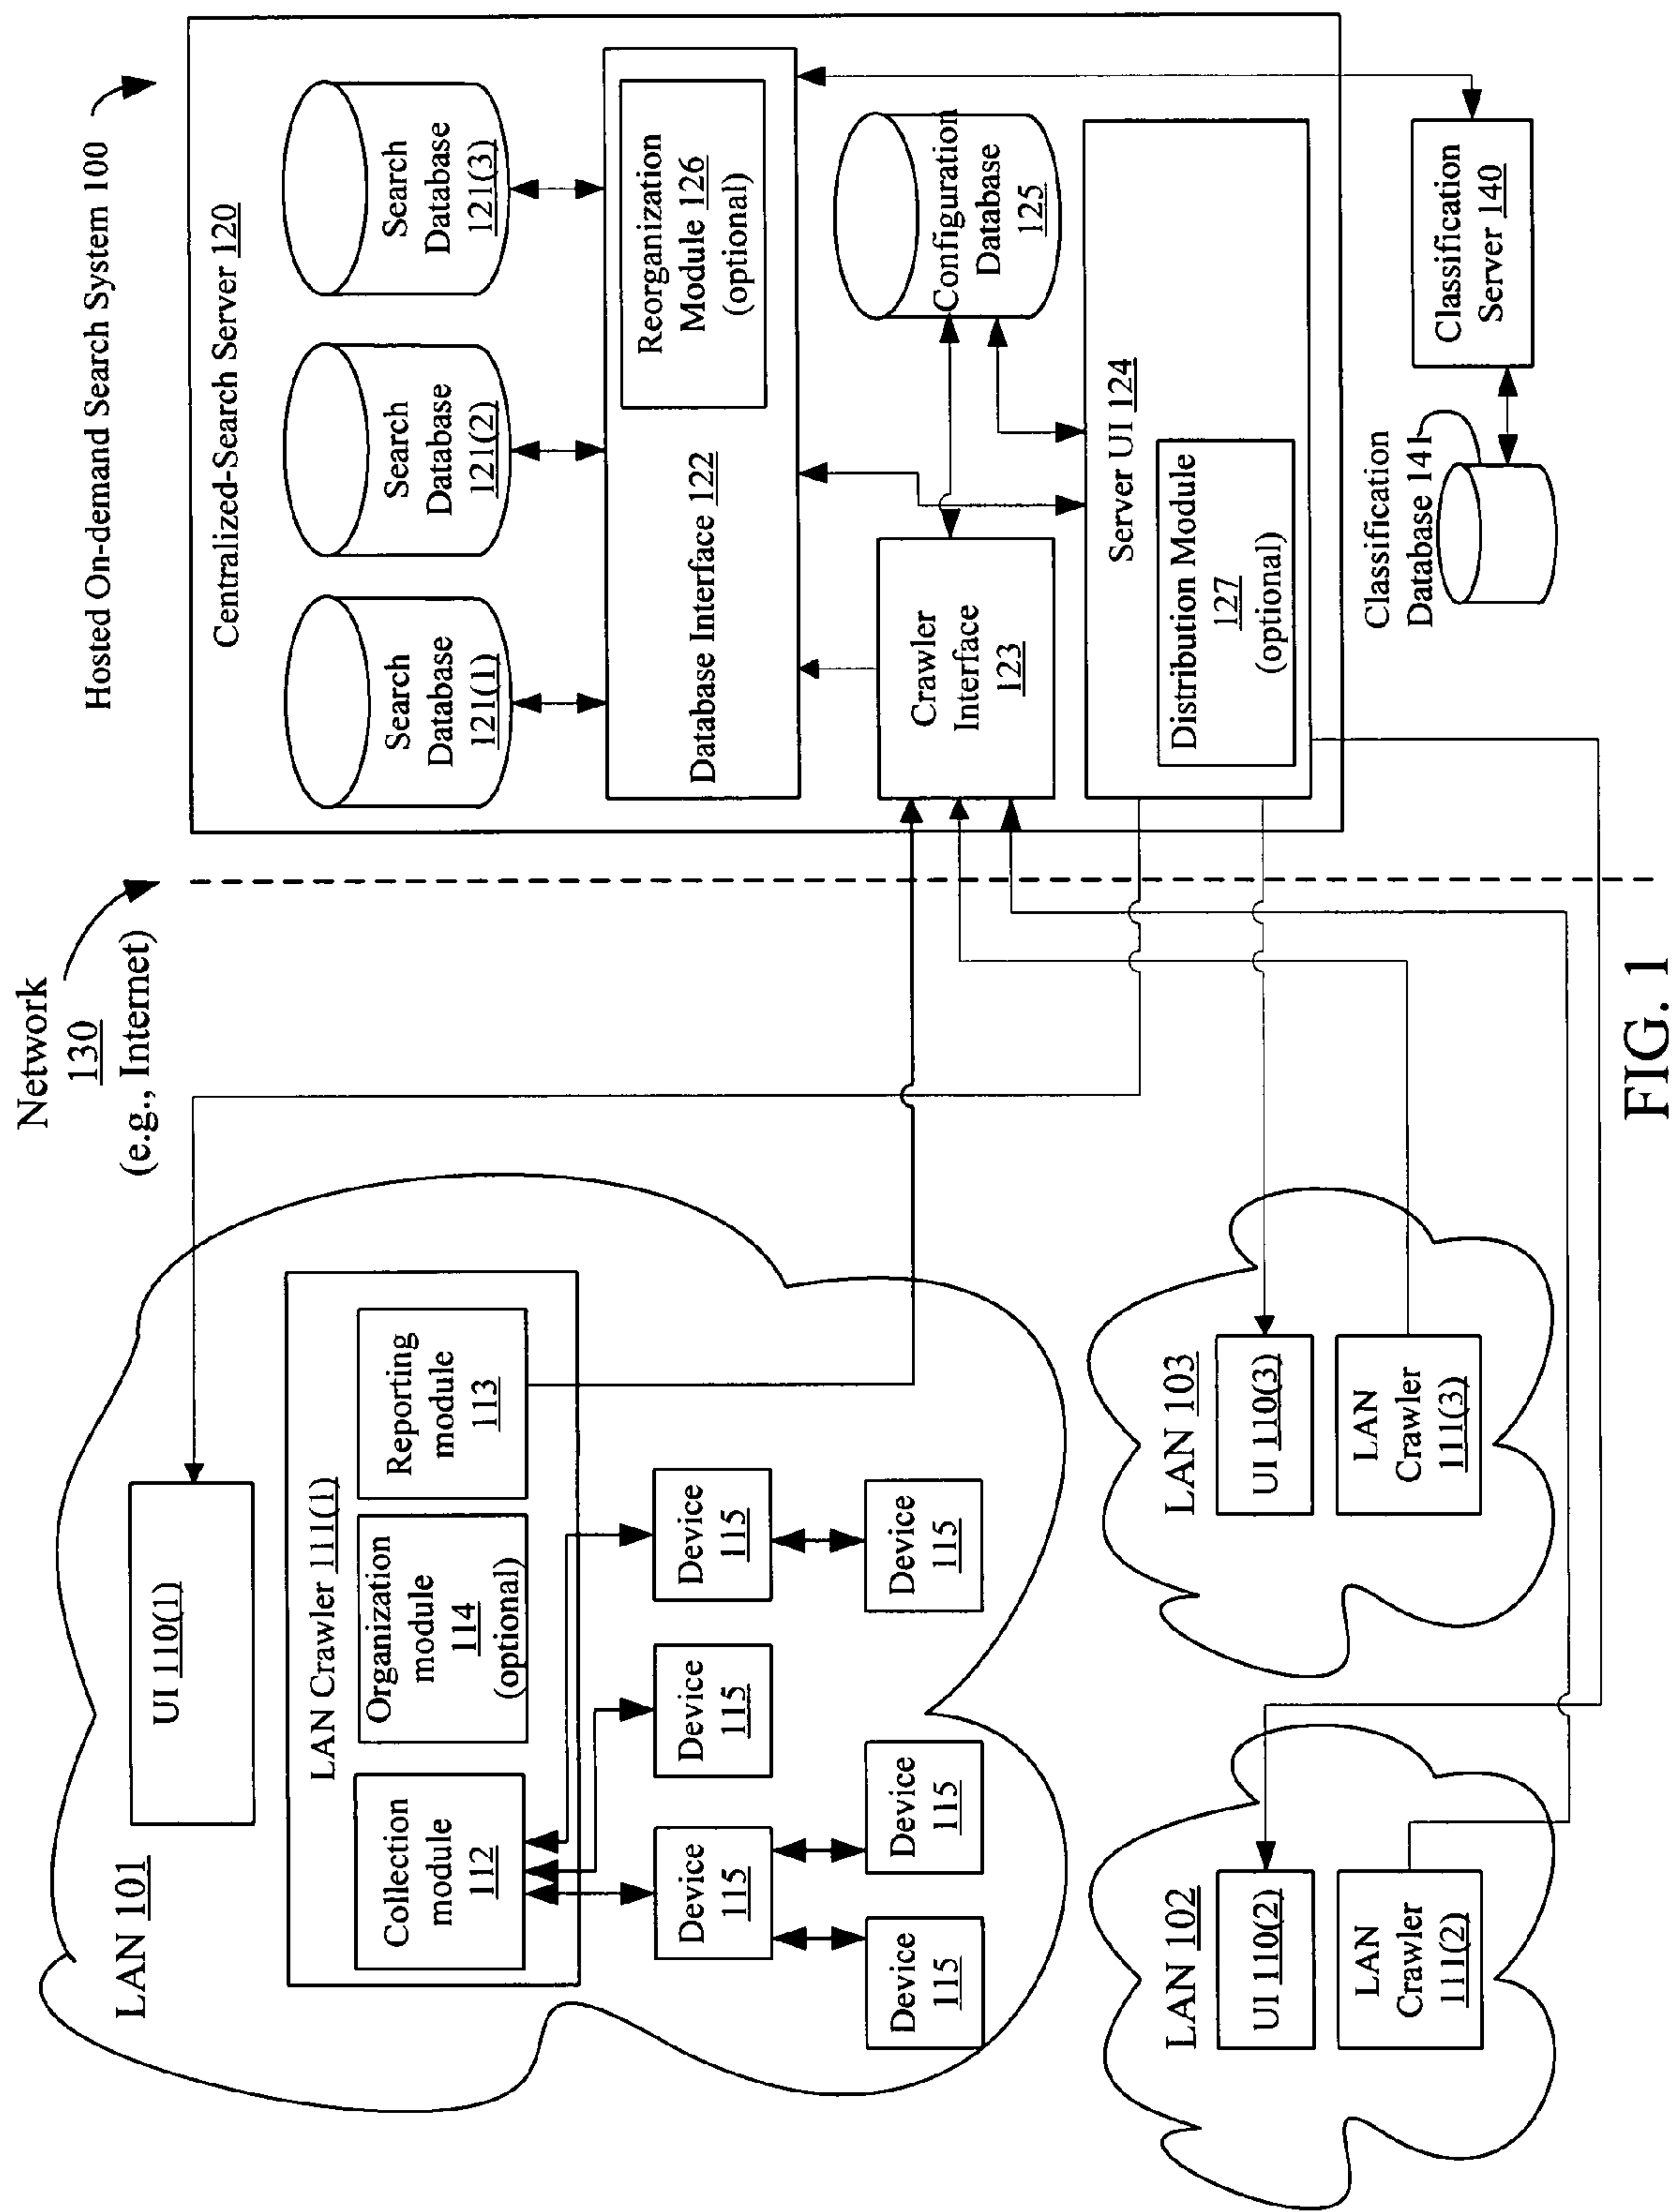 Hosted On-demand Search System 100
Network
130
(e.g., Internet)
LAN 101
UI 110(1)
LAN Crawler 111(1)
Collection
module
112
Organization
module
114
(optional)
Reporting
module
113
Device
115
Device
115
Device
115
Device
115
Device
115
Device
115
LAN 102
UI 110(2)
LAN
Crawler
111(2)
LAN 103
UI 110(3)
LAN
Crawler
111(3)
Centralized-Search Server 120
Search
Database
121(1)
Search
Database
121(2)
Search
Database
121(3)
Database Interface 122
Reorganization
Module 126
(optional)
Crawler
Interface
123
Configuration
Database
125
Server UI 124
Distribution Module
127
(optional)
Classification
Database 141
Classification
Server 140
FIG. 1